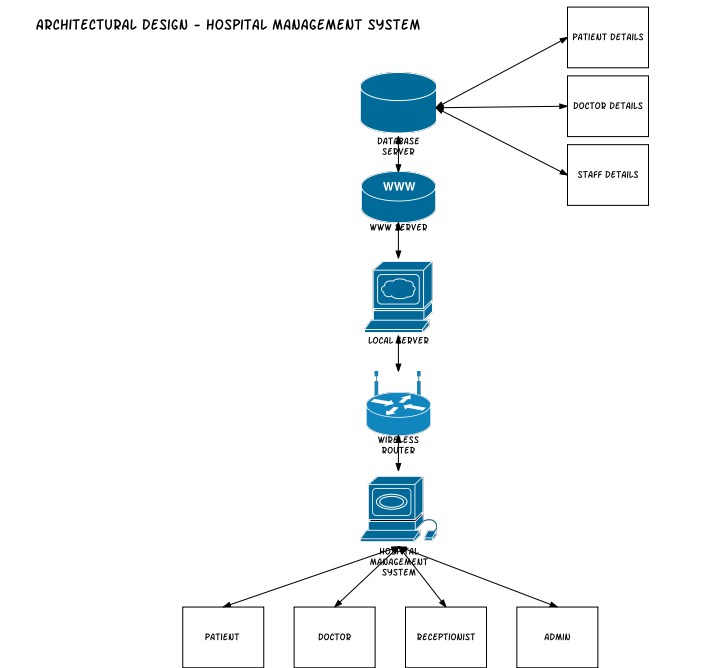 ARCHITECTURAL DESIGN - HOSPITAL MANAGEMENT SYSTEM
PATIENT DETAILS
DOCTOR DETAILS
STAFF DETAILS
DATABASE
SERVER
WWW
WWW SERVER
LOCAL SERVER
WIRELESS
ROUTER
HOSPITAL
MANAGEMENT
SYSTEM
PATIENT
DOCTOR
RECEPTIONIST
ADMIN